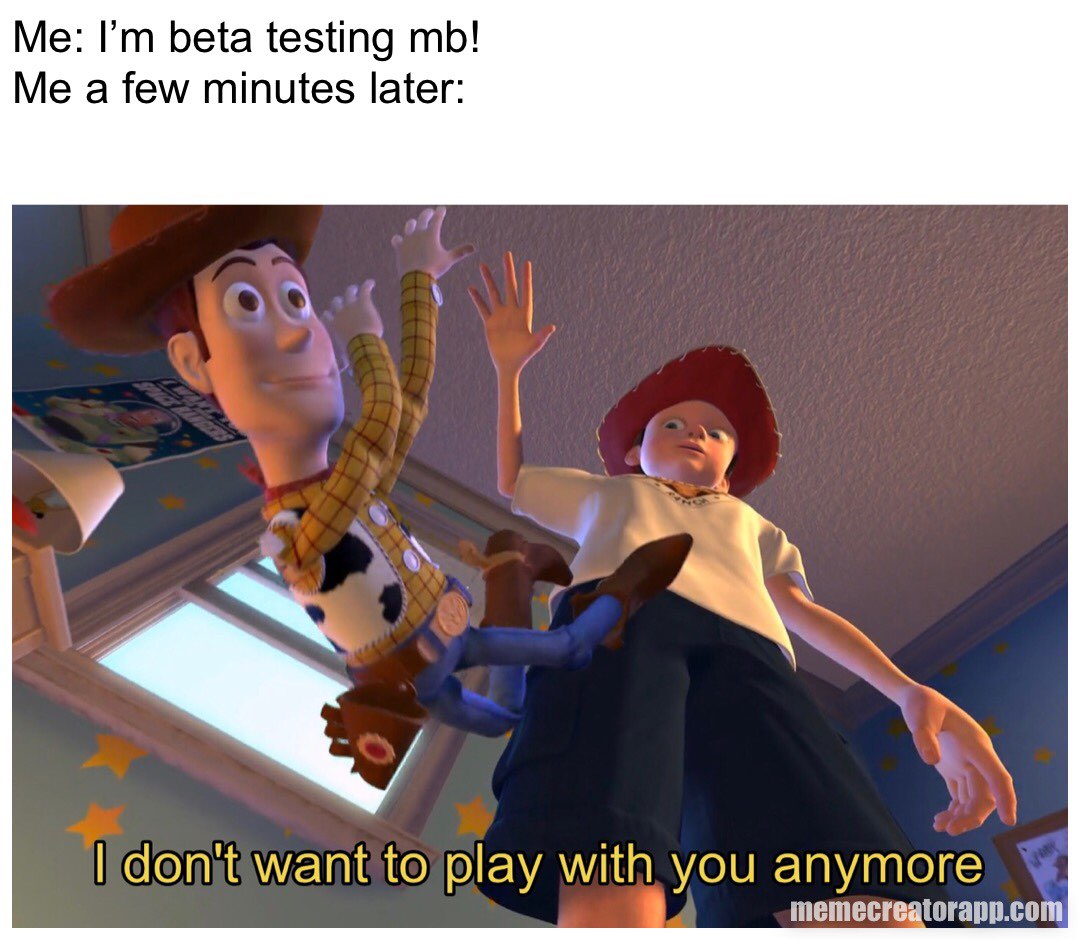 Me: I’m beta testing mb!
Me a few minutes later:
I don't want to play with you anymore
memecreatorapp.com